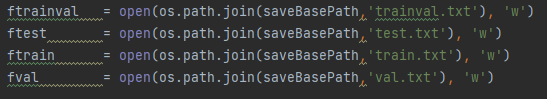 ftrainval   = open(os.path.join(saveBasePath,'trainval.txt'), 'w')
ftest       = open(os.path.join(saveBasePath,'test.txt'), 'w')
ftrain      = open(os.path.join(saveBasePath,'train.txt'), 'w')
fval        = open(os.path.join(saveBasePath,'val.txt'), 'w')